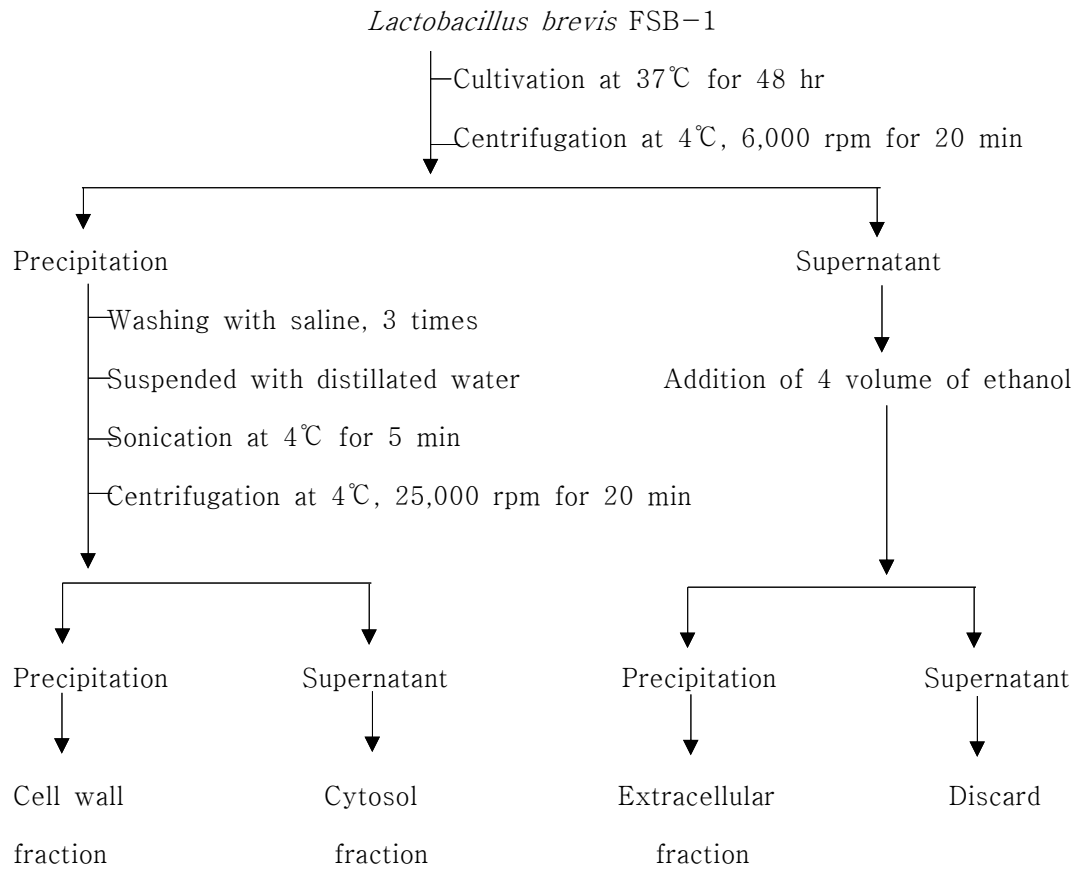 Lactobacillus brevis FSB-1
Cultivation at 37℃ for 48 hr
Centrifugation at 4℃, 6,000 rpm for 20 min
Precipitation
Supernatant
Washing with saline, 3 times
Suspended with distillated water
Addition of 4 volume of ethanol
Sonication at 4℃ for 5 min
Centrifugation at 4℃, 25,000 rpm for 20 min
Precipitation
Supernatant
Precipitation
Supernatant
Cell wall
fraction
Cytosol
fraction
Extracellular
fraction
Discard